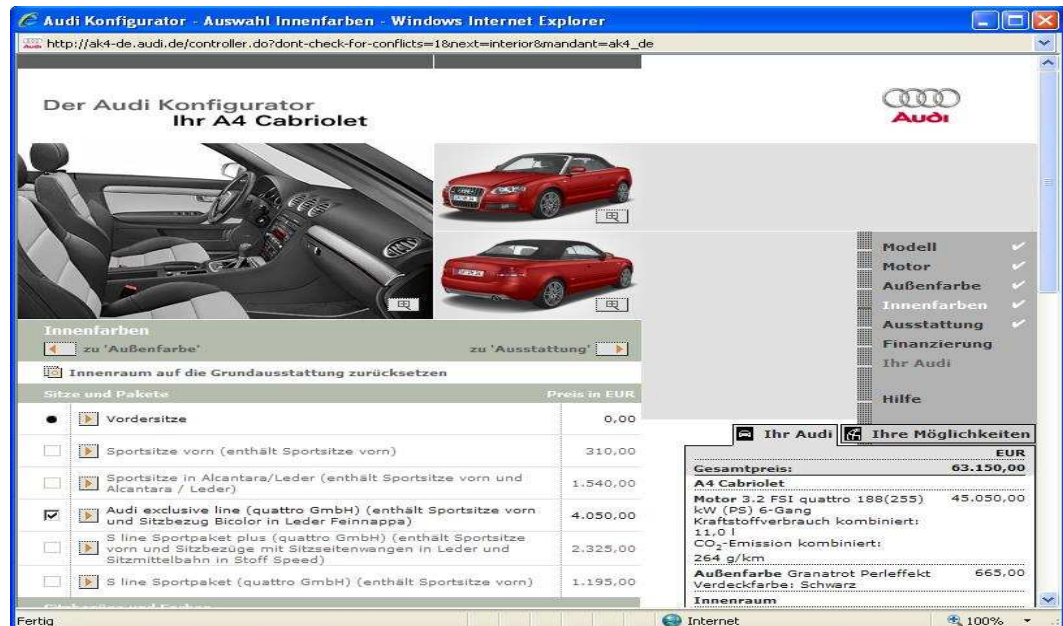 Audi Konfigurator - Auswahl Innenfarben - Windows Internet Explorer
http://ak4-de.audi.de/controller.do?dont-check-for-conflicts=1&next=interior&mandant=ak4_de
Der Audi Konfigurator
Ihr A4 Cabriolet
Audi
Modell
Motor
Außenfarbe
Innenfarben
Ausstattung
Finanzierung
Ihr Audi
Hilfe
Innenfarben
zu 'Außenfarbe'
zu 'Ausstattung'
Innenraum auf die Grundausstattung zurücksetzen
Sitze und Pakete Preis in EUR
Vordersitze 0,00
Sportsitze vorn (enthält Sportsitze vorn) 310,00
Sportsitze in Alcantara/Leder (enthält Sportsitze vorn und
Alcantara / Leder) 1.540,00
Audi exclusive line (quattro GmbH) (enthält Sportsitze vorn
und Sitzbezug Bicolor in Leder Feinnappa) 4.050,00
S line Sportpaket plus (quattro GmbH) (enthält Sportsitze
vorn und Sitzbezüge mit Sitzseitenwangen in Leder und
Sitzmittelbahn in Stoff Speed) 2.325,00
S line Sportpaket (quattro GmbH) (enthält Sportsitze vorn) 1.195,00
Ihr Audi
Ihre Möglichkeiten
EUR
Gesamtpreis: 63.150,00
A4 Cabriolet
Motor 3.2 FSI quattro 188(255) 45.050,00
kW (PS) 6-Gang
Kraftstoffverbrauch kombiniert:
11,0 l
CO₂-Emission kombiniert:
264 g/km
Außenfarbe Granatrot Perleffekt 665,00
Verdeckfarbe: Schwarz
Innenraum
Fertig
Internet
100%